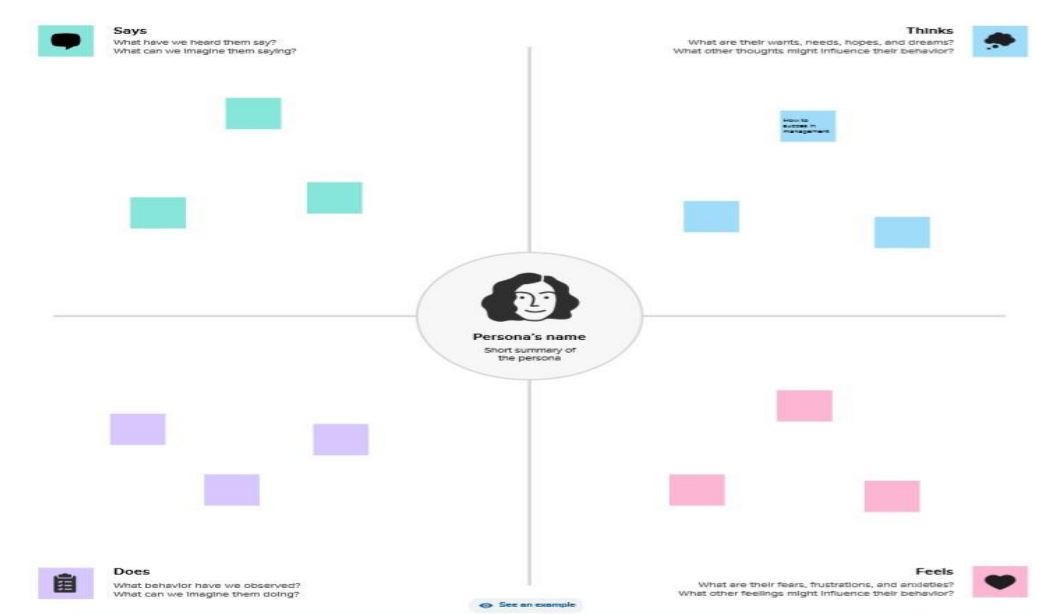 Says
What have we heard them say?
What can we imagine them saying?
Thinks
What are their wants, needs, hopes, and dreams?
What other thoughts might influence their behavior?
How to
succes in
management
Persona's name
Short summary of
the persona
Does
What behavior have we observed?
What can we imagine them doing?
Feels
What are their fears, frustrations, and anxieties?
What other feelings might influence their behavior?
See an example